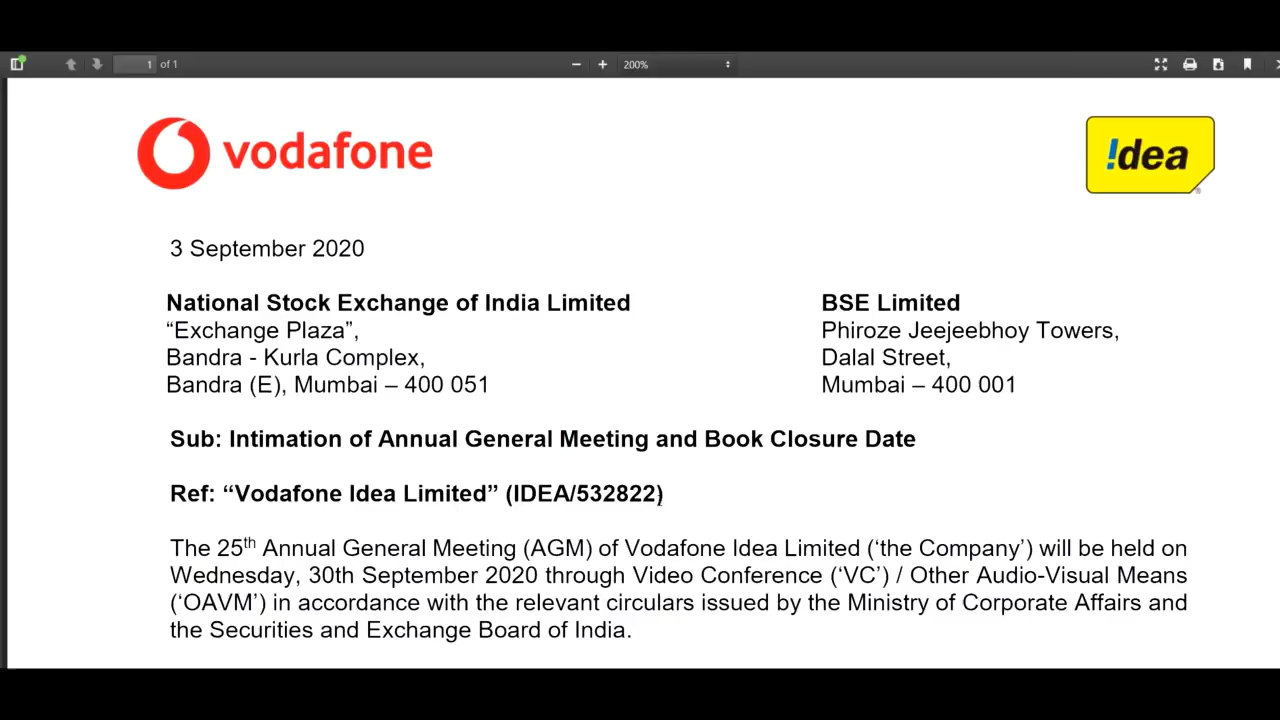 1 of 1
200%
vodafone
!dea
3 September 2020
National Stock Exchange of India Limited
“Exchange Plaza”,
Bandra - Kurla Complex,
Bandra (E), Mumbai – 400 051
BSE Limited
Phiroze Jeejeebhoy Towers,
Dalal Street,
Mumbai – 400 001
Sub: Intimation of Annual General Meeting and Book Closure Date
Ref: “Vodafone Idea Limited” (IDEA/532822)
The 25th Annual General Meeting (AGM) of Vodafone Idea Limited (‘the Company’) will be held on
Wednesday, 30th September 2020 through Video Conference (‘VC’) / Other Audio-Visual Means
(‘OAVM’) in accordance with the relevant circulars issued by the Ministry of Corporate Affairs and
the Securities and Exchange Board of India.